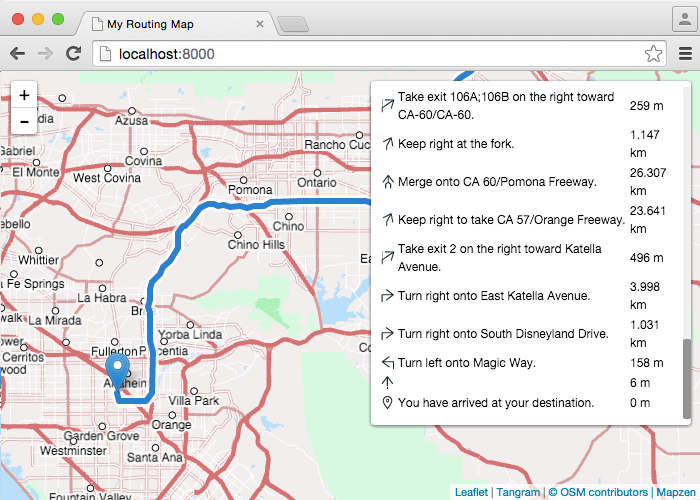 My Routing Map
localhost:8000
+
-
Azusa
Gabriel
El Monte
Covina
West Covina
Rancho Cuc
Pomona
Ontario
Chino
Chino Hills
Whittier
Fe Springs
La Habra
La Mirada
Yorba Linda
Cerritos
wood
Fullerton
P
centia
Anaheim
Villa Park
Orange
Garden Grove
Westminster
Santa Ana
Fountain Valley
Take exit 106A;106B on the right toward
CA-60/CA-60.
259 m
Keep right at the fork.
1.147
km
Merge onto CA 60/Pomona Freeway.
26.307
km
Keep right to take CA 57/Orange Freeway.
23.641
km
Take exit 2 on the right toward Katella
Avenue.
496 m
Turn right onto East Katella Avenue.
3.998
km
Turn right onto South Disneyland Drive.
1.031
km
Turn left onto Magic Way.
158 m
6 m
You have arrived at your destination.
0 m
Leaflet | Tangram | © OSM contributors | Mapzen